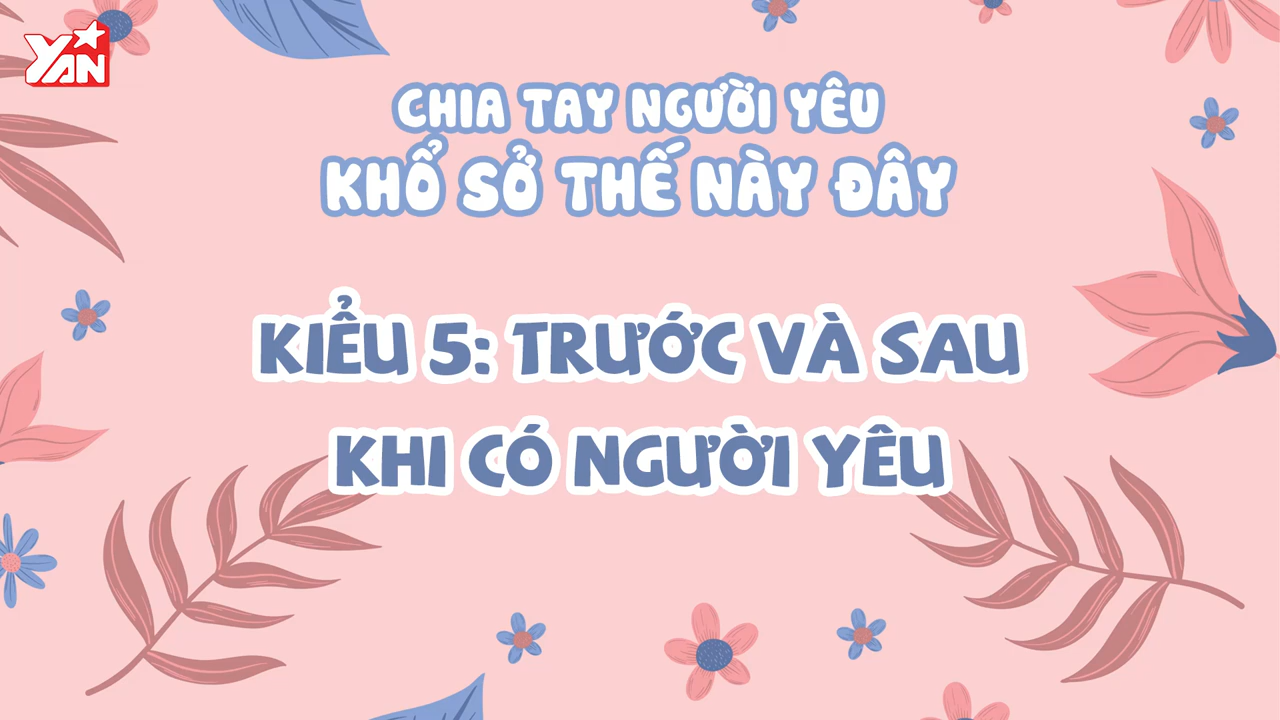 YAN
CHIA TAY NGƯỜI YÊU
KHỔ SỞ THẾ NÀY ĐÂY
KIỂU 5: TRƯỚC VÀ SAU
KHI CÓ NGƯỜI YÊU